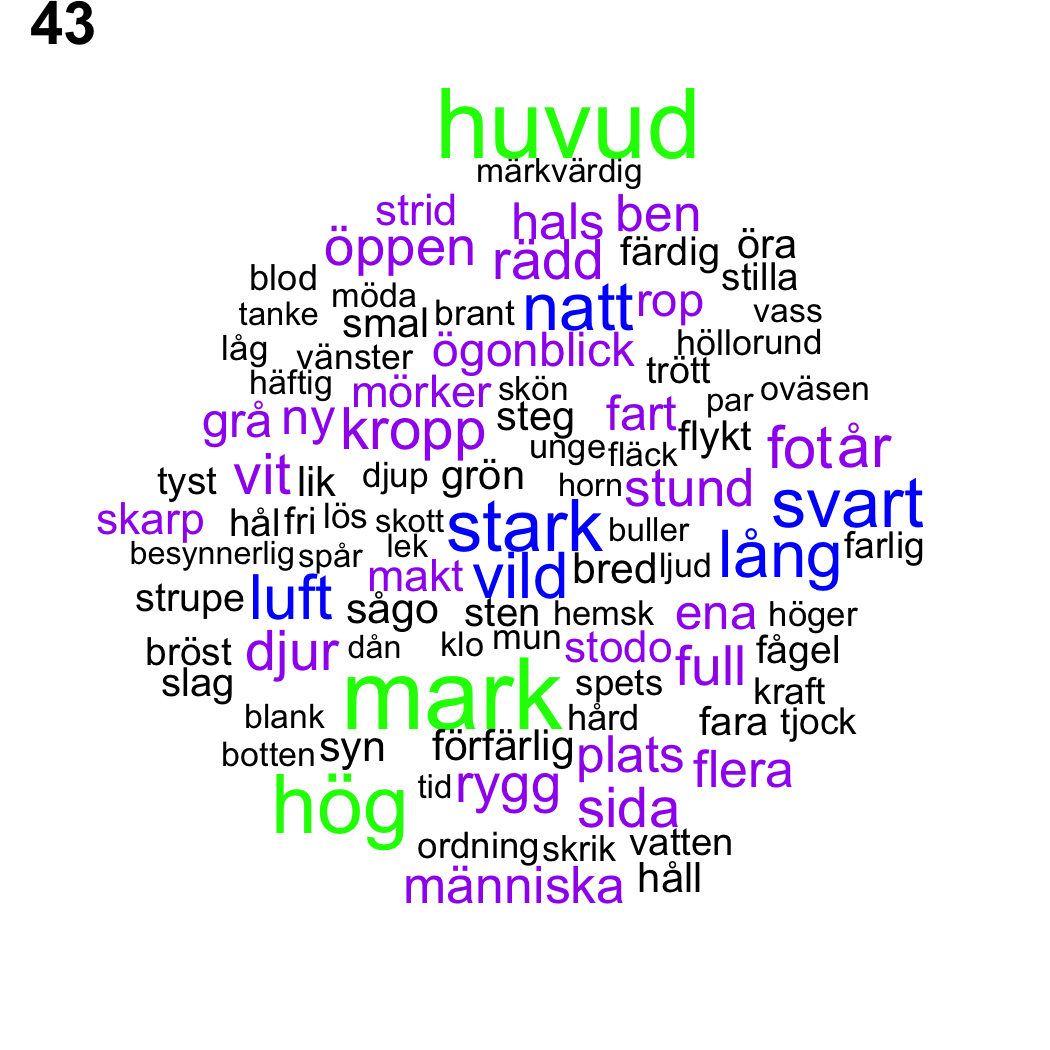 43
huvud
märkvärdig
strid hals ben
öppen rädd färdig öra
blod möda stilla
tanke smal brant natt rop vass
låg vänster ögonblick höllorund
häftig mörker skön trött par oväsen
grå ny kropp steg fart flykt
unge fläck fot år
tyst vit lik djup grön horn stund svart
skarp hål fri lös skott stark buller
besynnerlig spår lek vild bred ljud lång farlig
makt
strupe luft sågo sten hemsk ena höger
bröst djur dån klo mun stodo full fågel
slag mark spets kraft
blank hård fara tjock
botten syn förfärlig plats flera
hög tid rygg sida
ordning skrik vatten
människa håll